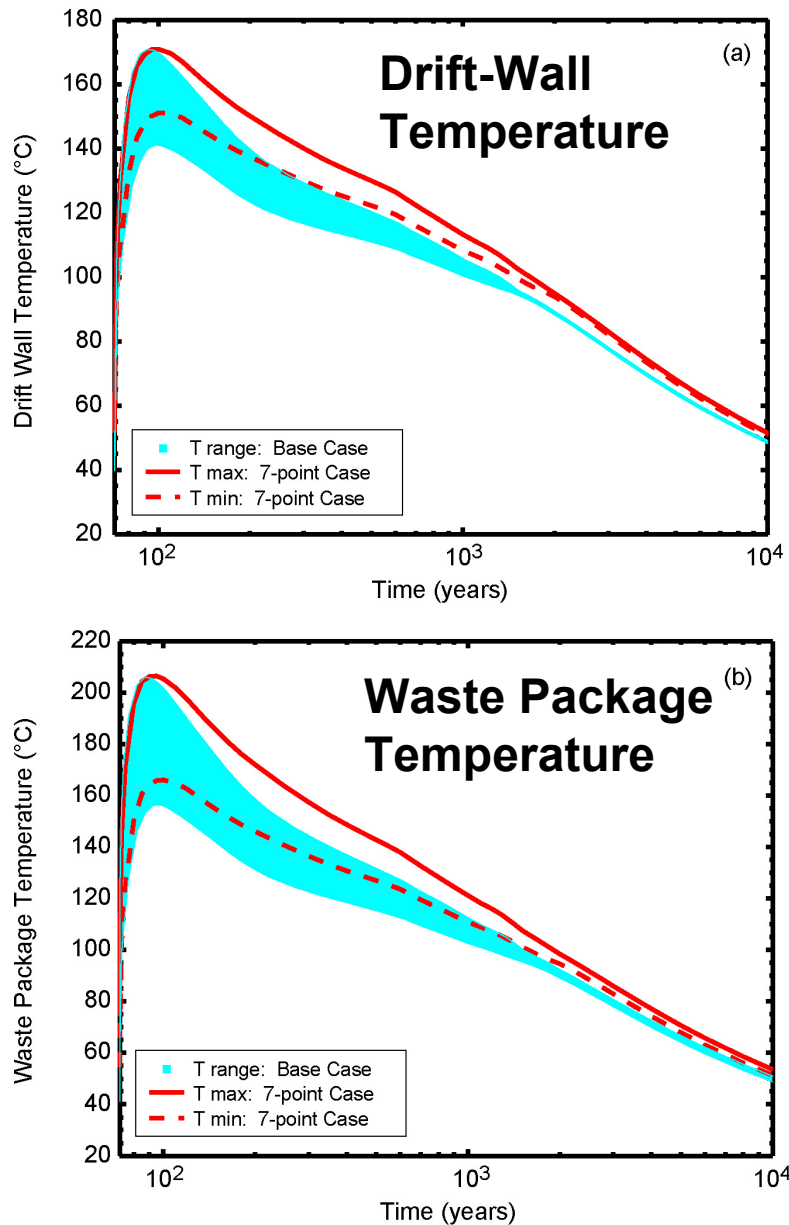 180
160
140
120
100
80
60
40
20
Drift Wall Temperature (°C)
(a)
Drift-Wall
Temperature
T range: Base Case
T max: 7-point Case
T min: 7-point Case
10²
10³
10⁴
Time (years)
220
200
180
160
140
120
100
80
60
40
20
Waste Package Temperature (°C)
(b)
Waste Package
Temperature
T range: Base Case
T max: 7-point Case
T min: 7-point Case
10²
10³
10⁴
Time (years)